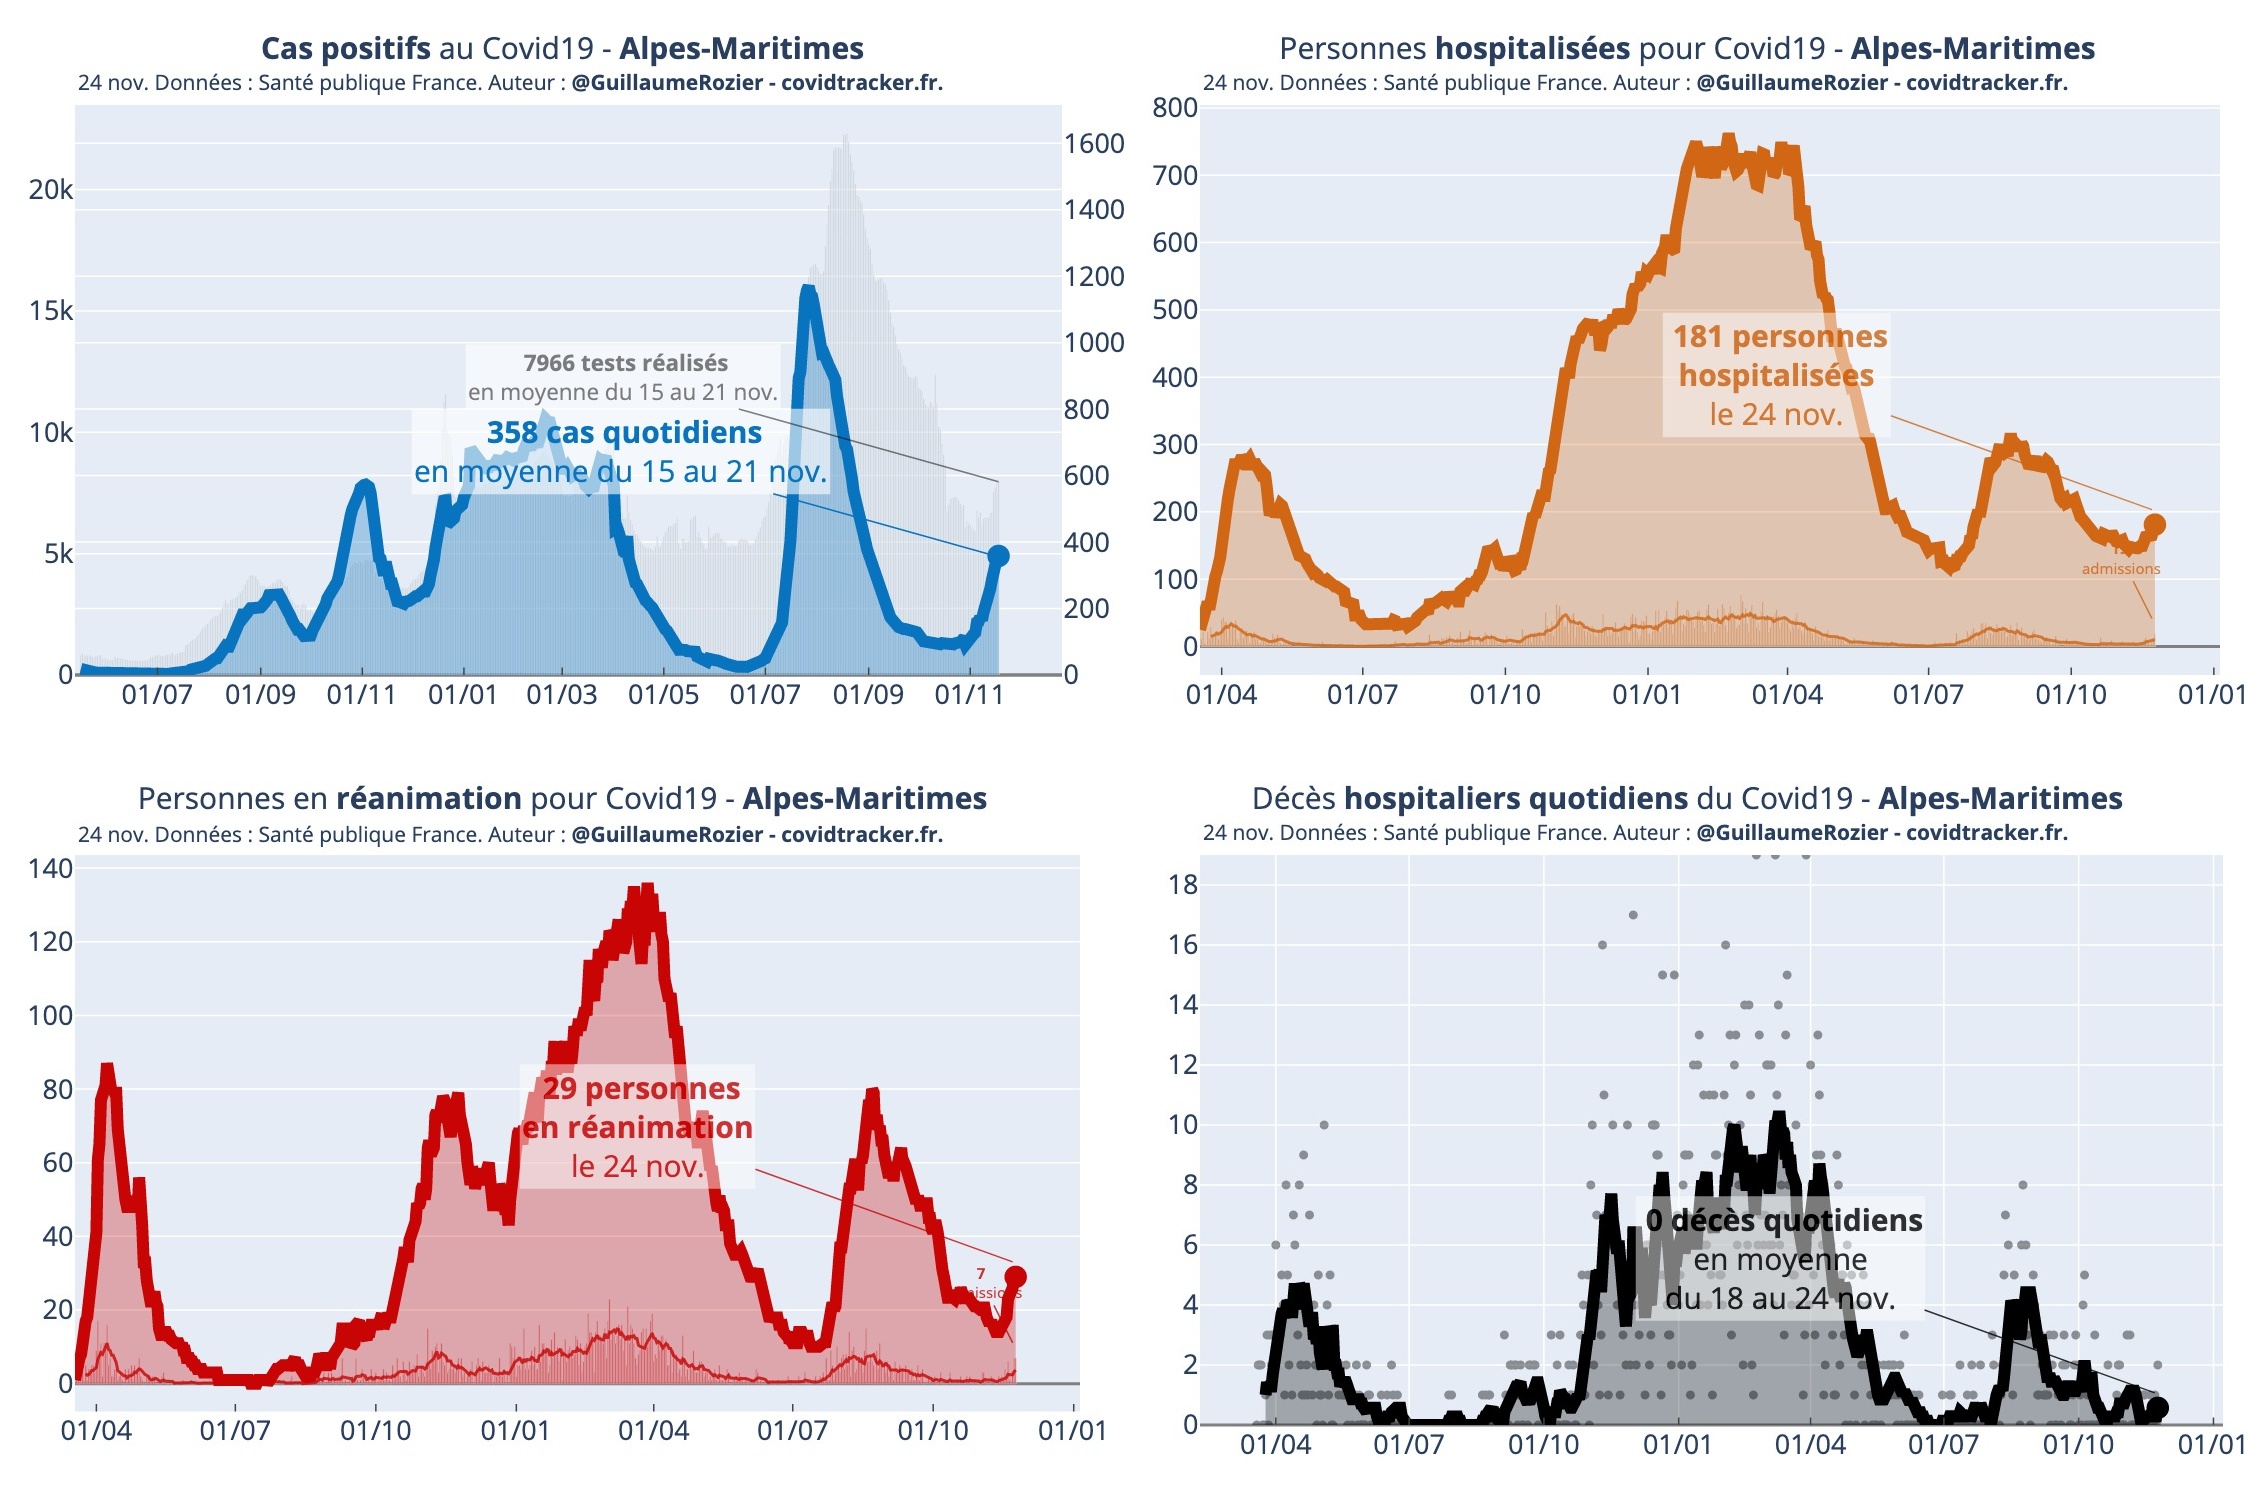 Cas positifs au Covid19 - Alpes-Maritimes
24 nov. Données : Santé publique France. Auteur : @GuillaumeRozier - covidtracker.fr.
20k
15k
10k
5k
0
1600
1400
1200
1000
800
600
400
200
0
7966 tests réalisés
en moyenne du 15 au 21 nov.
358 cas quotidiens
en moyenne du 15 au 21 nov.
01/07 01/09 01/11 01/01 01/03 01/05 01/07 01/09 01/11
Personnes hospitalisées pour Covid19 - Alpes-Maritimes
24 nov. Données : Santé publique France. Auteur : @GuillaumeRozier - covidtracker.fr.
800
700
600
500
400
300
200
100
0
181 personnes
hospitalisées
le 24 nov.
admissions
01/04 01/07 01/10 01/01 01/04 01/07 01/10 01/01
Personnes en réanimation pour Covid19 - Alpes-Maritimes
24 nov. Données : Santé publique France. Auteur : @GuillaumeRozier - covidtracker.fr.
140
120
100
80
60
40
20
0
29 personnes
en réanimation
le 24 nov.
7
01/04 01/07 01/10 01/01 01/04 01/07 01/10 01/01
Décès hospitaliers quotidiens du Covid19 - Alpes-Maritimes
24 nov. Données : Santé publique France. Auteur : @GuillaumeRozier - covidtracker.fr.
18
16
14
12
10
8
6
4
2
0
0 décès quotidiens
en moyenne
du 18 au 24 nov.
01/04 01/07 01/10 01/01 01/04 01/07 01/10 01/01